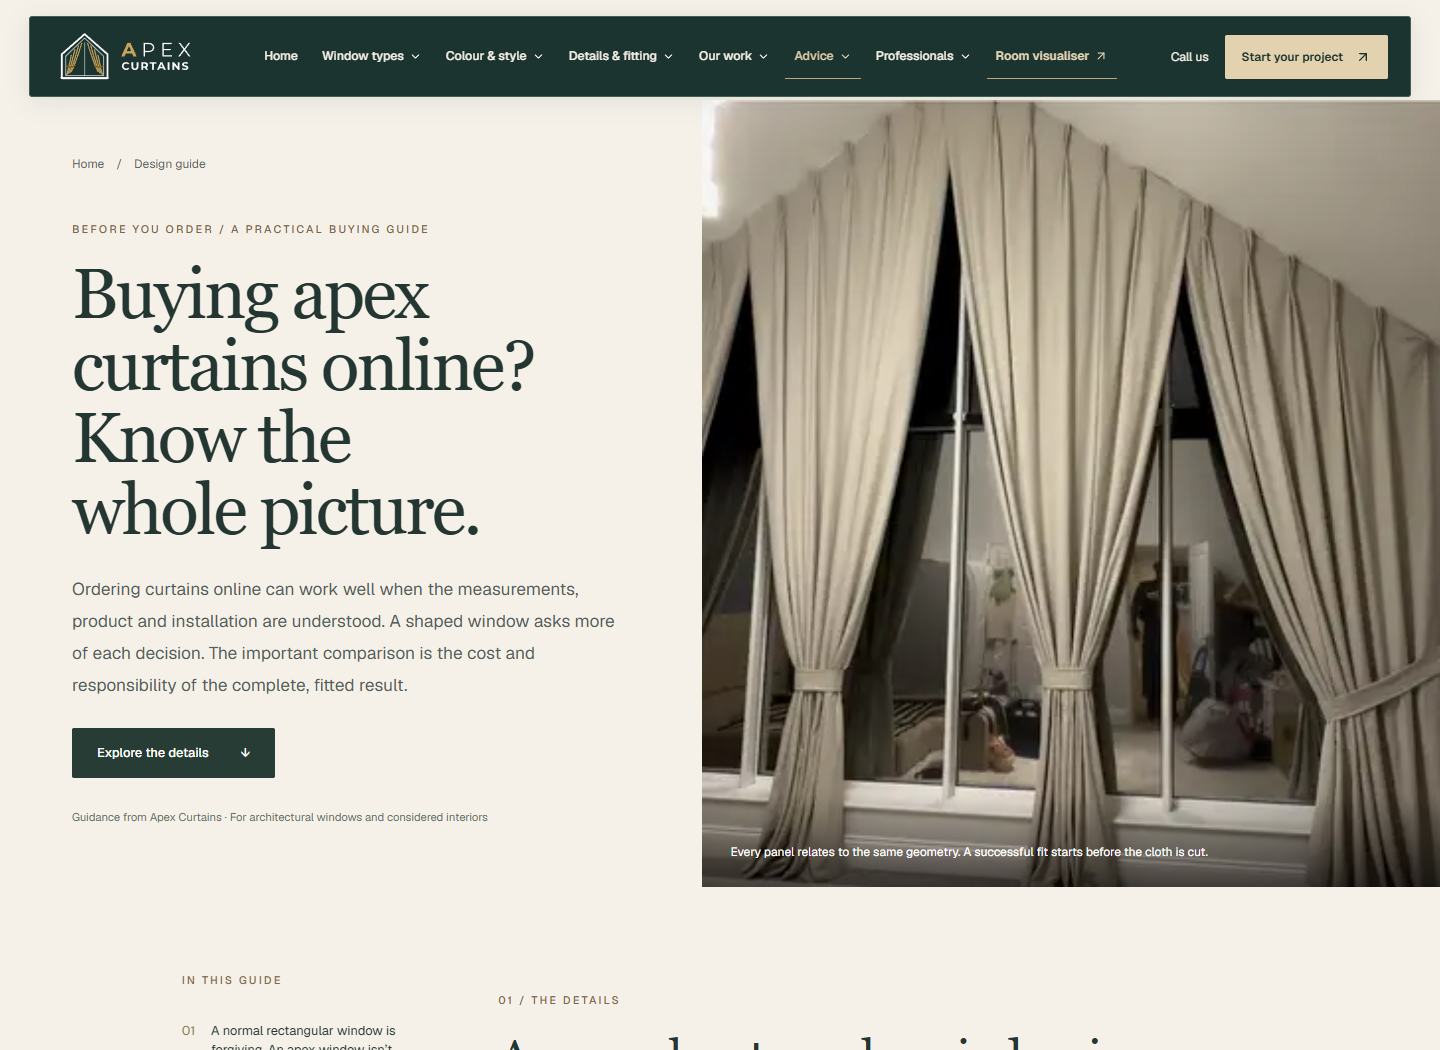 APEX
CURTAINS
Home
Window types
Colour & style
Details & fitting
Our work
Advice
Professionals
Room visualiser
Call us
Start your project
Home / Design guide
BEFORE YOU ORDER / A PRACTICAL BUYING GUIDE
Buying apex
curtains online?
Know the
whole picture.
Ordering curtains online can work well when the measurements,
product and installation are understood. A shaped window asks more
of each decision. The important comparison is the cost and
responsibility of the complete, fitted result.
Explore the details
Guidance from Apex Curtains · For architectural windows and considered interiors
Every panel relates to the same geometry. A successful fit starts before the cloth is cut.
IN THIS GUIDE
01 A normal rectangular window is
forgiving. An apex window isn't.
01 / THE DETAILS